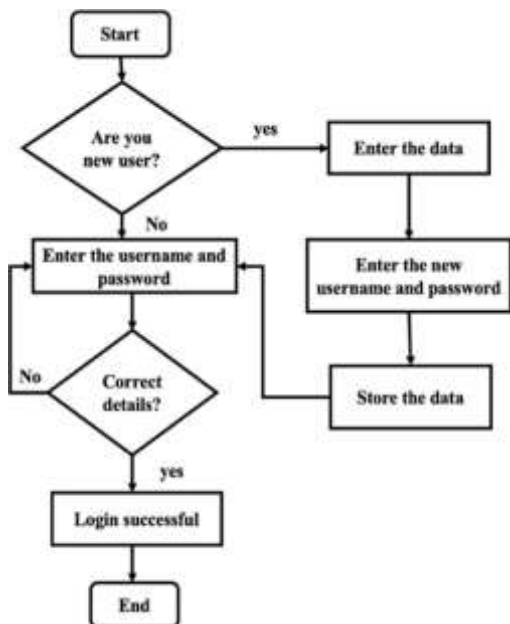 Start
Are you
new user?
yes
Enter the data
No
Enter the username and
password
Enter the new
username and password
No
Correct
details?
Store the data
yes
Login successful
End